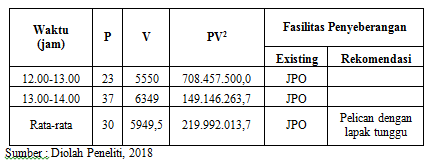 Waktu (jam) P V PV² Fasilitas Penyeberangan
Existing Rekomendasi
12.00-13.00 23 5550 708.457.500,0 JPO
13.00-14.00 37 6349 149.146.263,7 JPO
Rata-rata 30 5949,5 219.992.013,7 JPO Pelican dengan lapak tunggu
Sumber : Diolah Peneliti, 2018